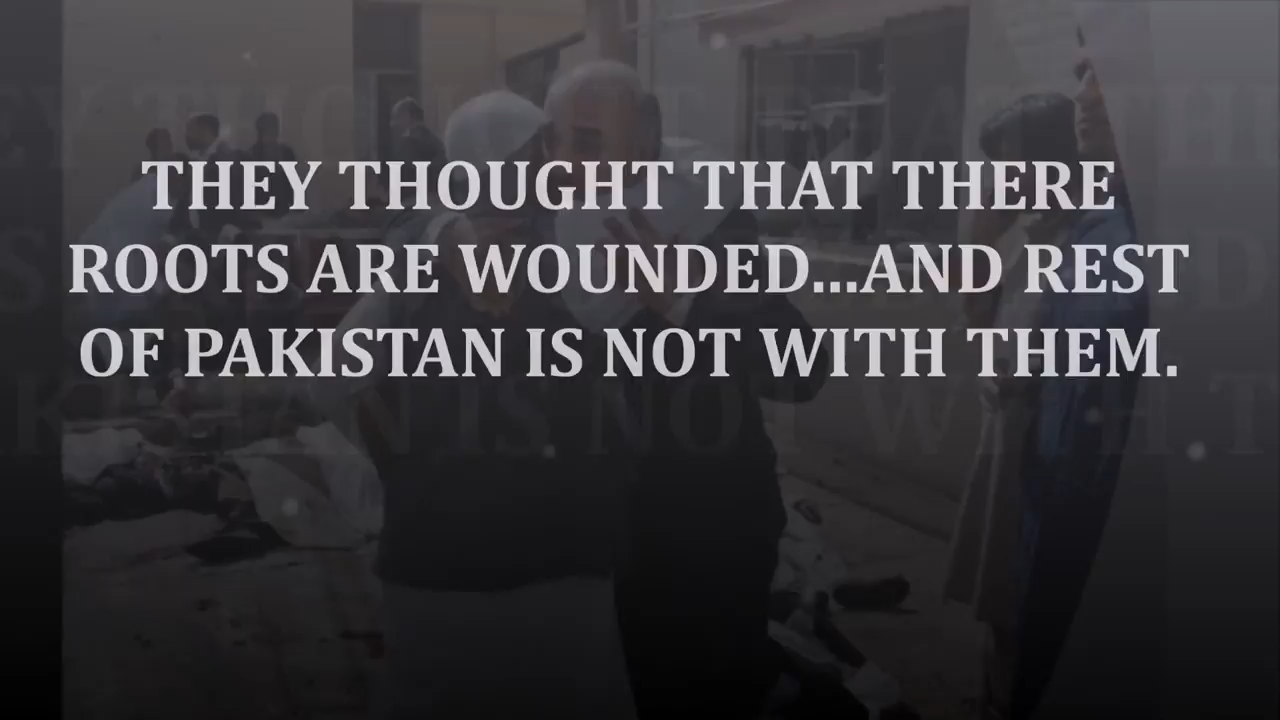 THEY THOUGHT THAT THERE
ROOTS ARE WOUNDED...AND REST
OF PAKISTAN IS NOT WITH THEM.